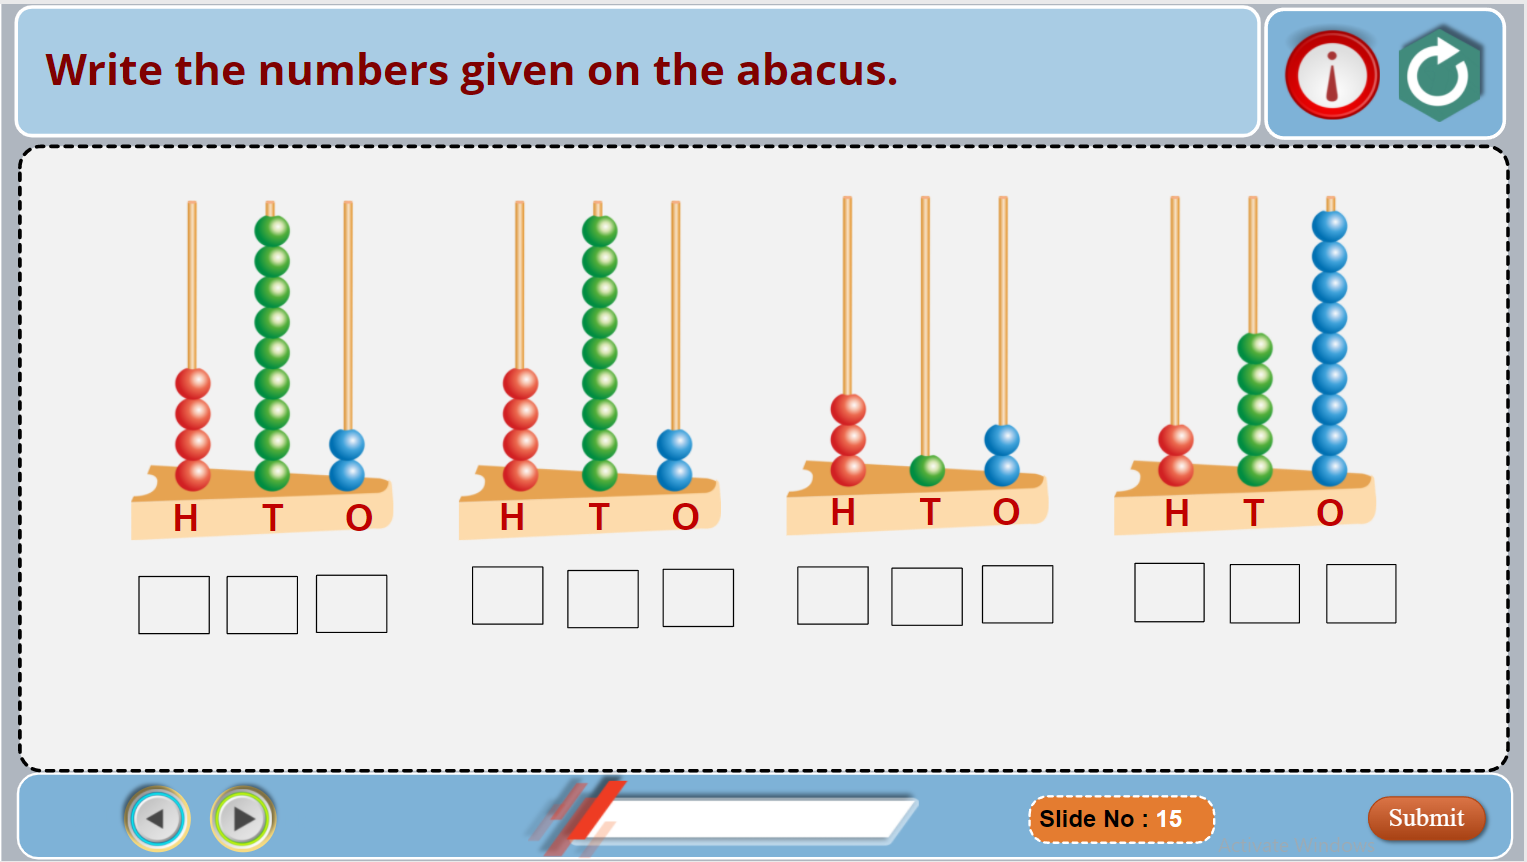 Write the numbers given on the abacus.
H T O
H T O
H T O
H T O
Slide No : 15
Submit